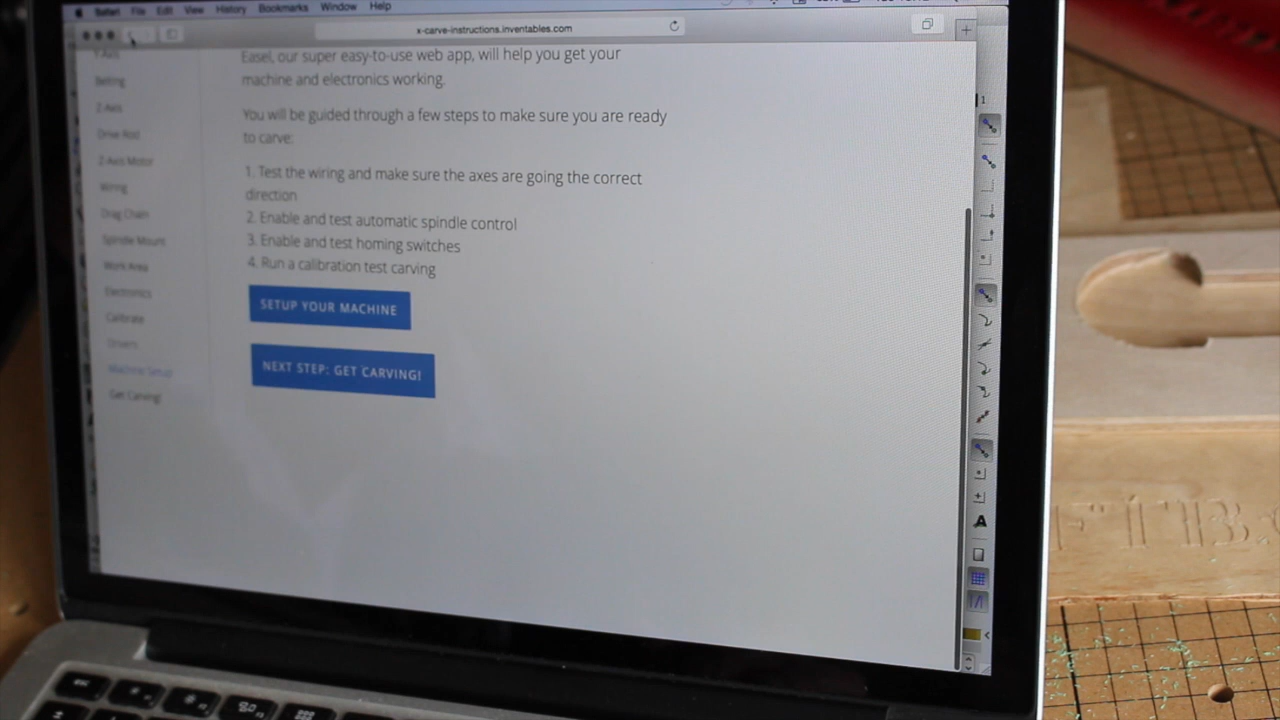 Safari File Edit View History Bookmarks Window Help
x-carve-instructions.inventables.com
Easel, our super easy-to-use web app, will help you get your
machine and electronics working.
You will be guided through a few steps to make sure you are ready
to carve:
1. Test the wiring and make sure the axes are going the correct
direction
2. Enable and test automatic spindle control
3. Enable and test homing switches
4. Run a calibration test carving
SETUP YOUR MACHINE
NEXT STEP: GET CARVING!
Belting
Z-Axis
Drive Rod
Z-Axis Motor
Wiring
Drag Chain
Spindle Mount
Work Area
Electronics
Calibrate
Drivers
Machine Setup
Get Carving!
1
A